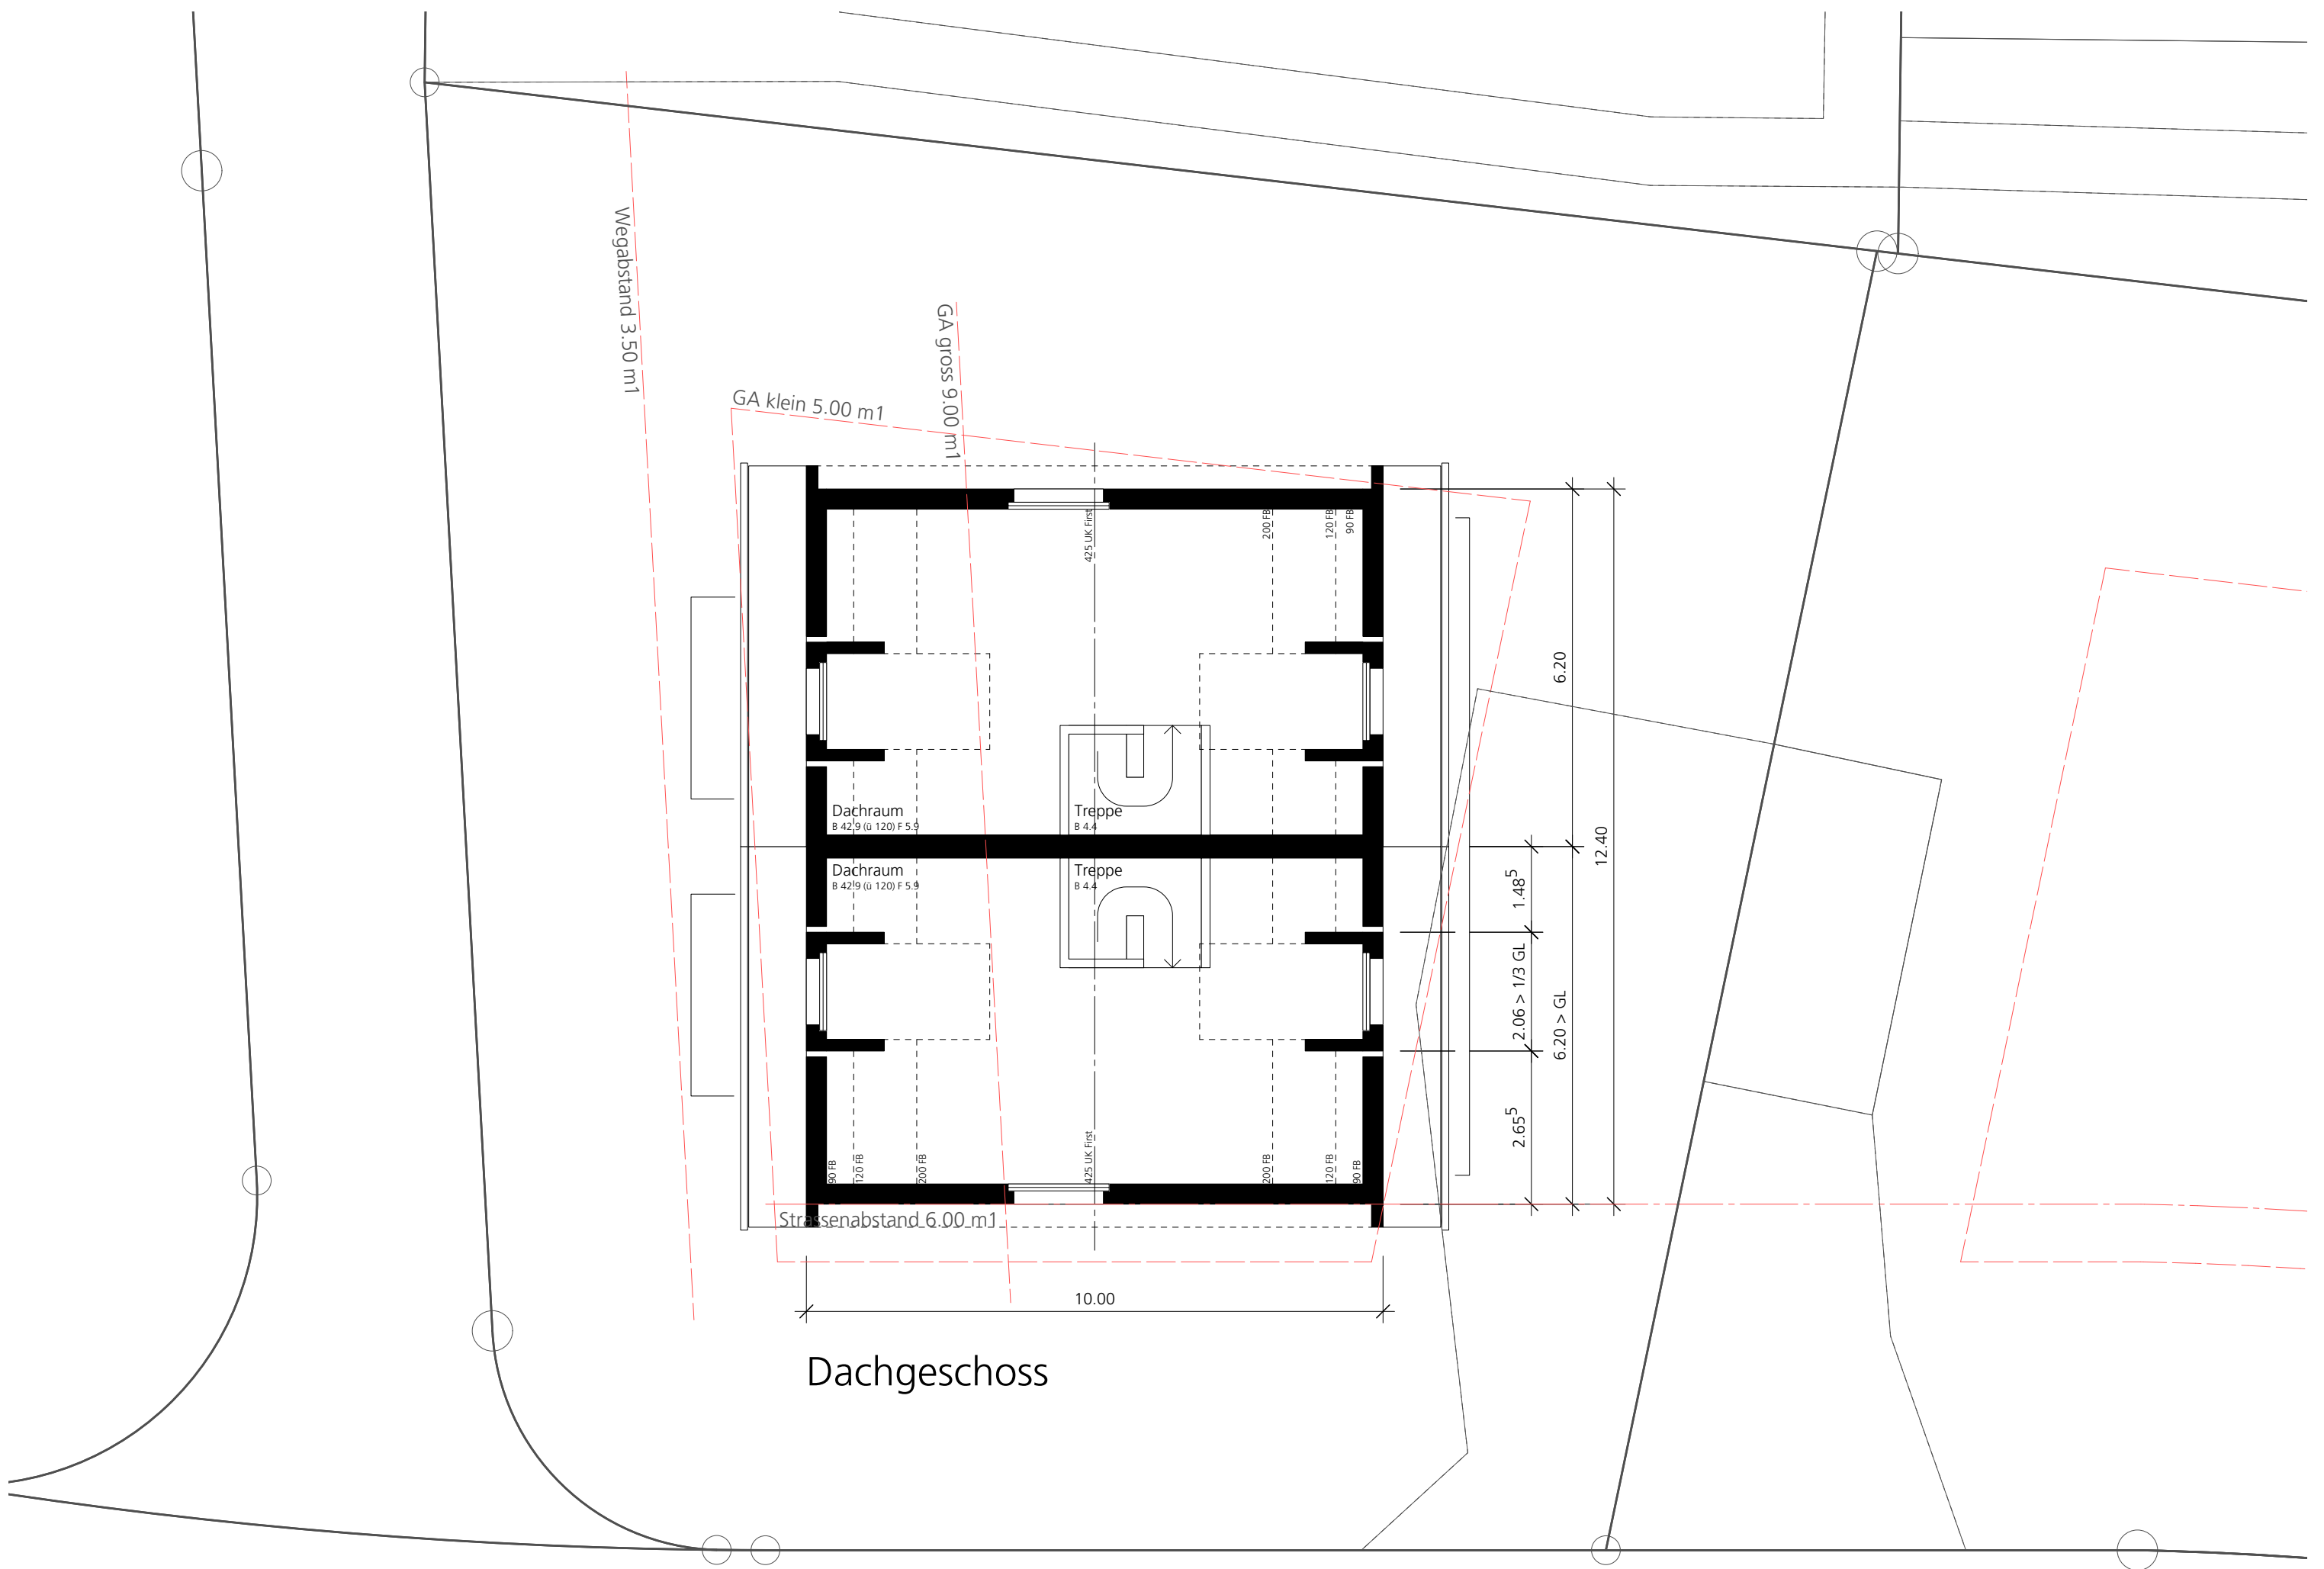 Wegabstand 3.50 m1
GA gross 9.00 m1
GA klein 5.00 m1
425 UK First
200 FB
120 FB
90 FB
6.20
12.40
Dachraum
B 42.9 (ü 120) F 5.9
Treppe
B 4.4
Dachraum
B 42.9 (ü 120) F 5.9
Treppe
B 4.4
1.48⁵
2.06 > 1/3 GL
6.20 > GL
2.65⁵
90 FB
120 FB
200 FB
425 UK First
200 FB
120 FB
90 FB
Strassenabstand 6.00 m1
10.00
Dachgeschoss